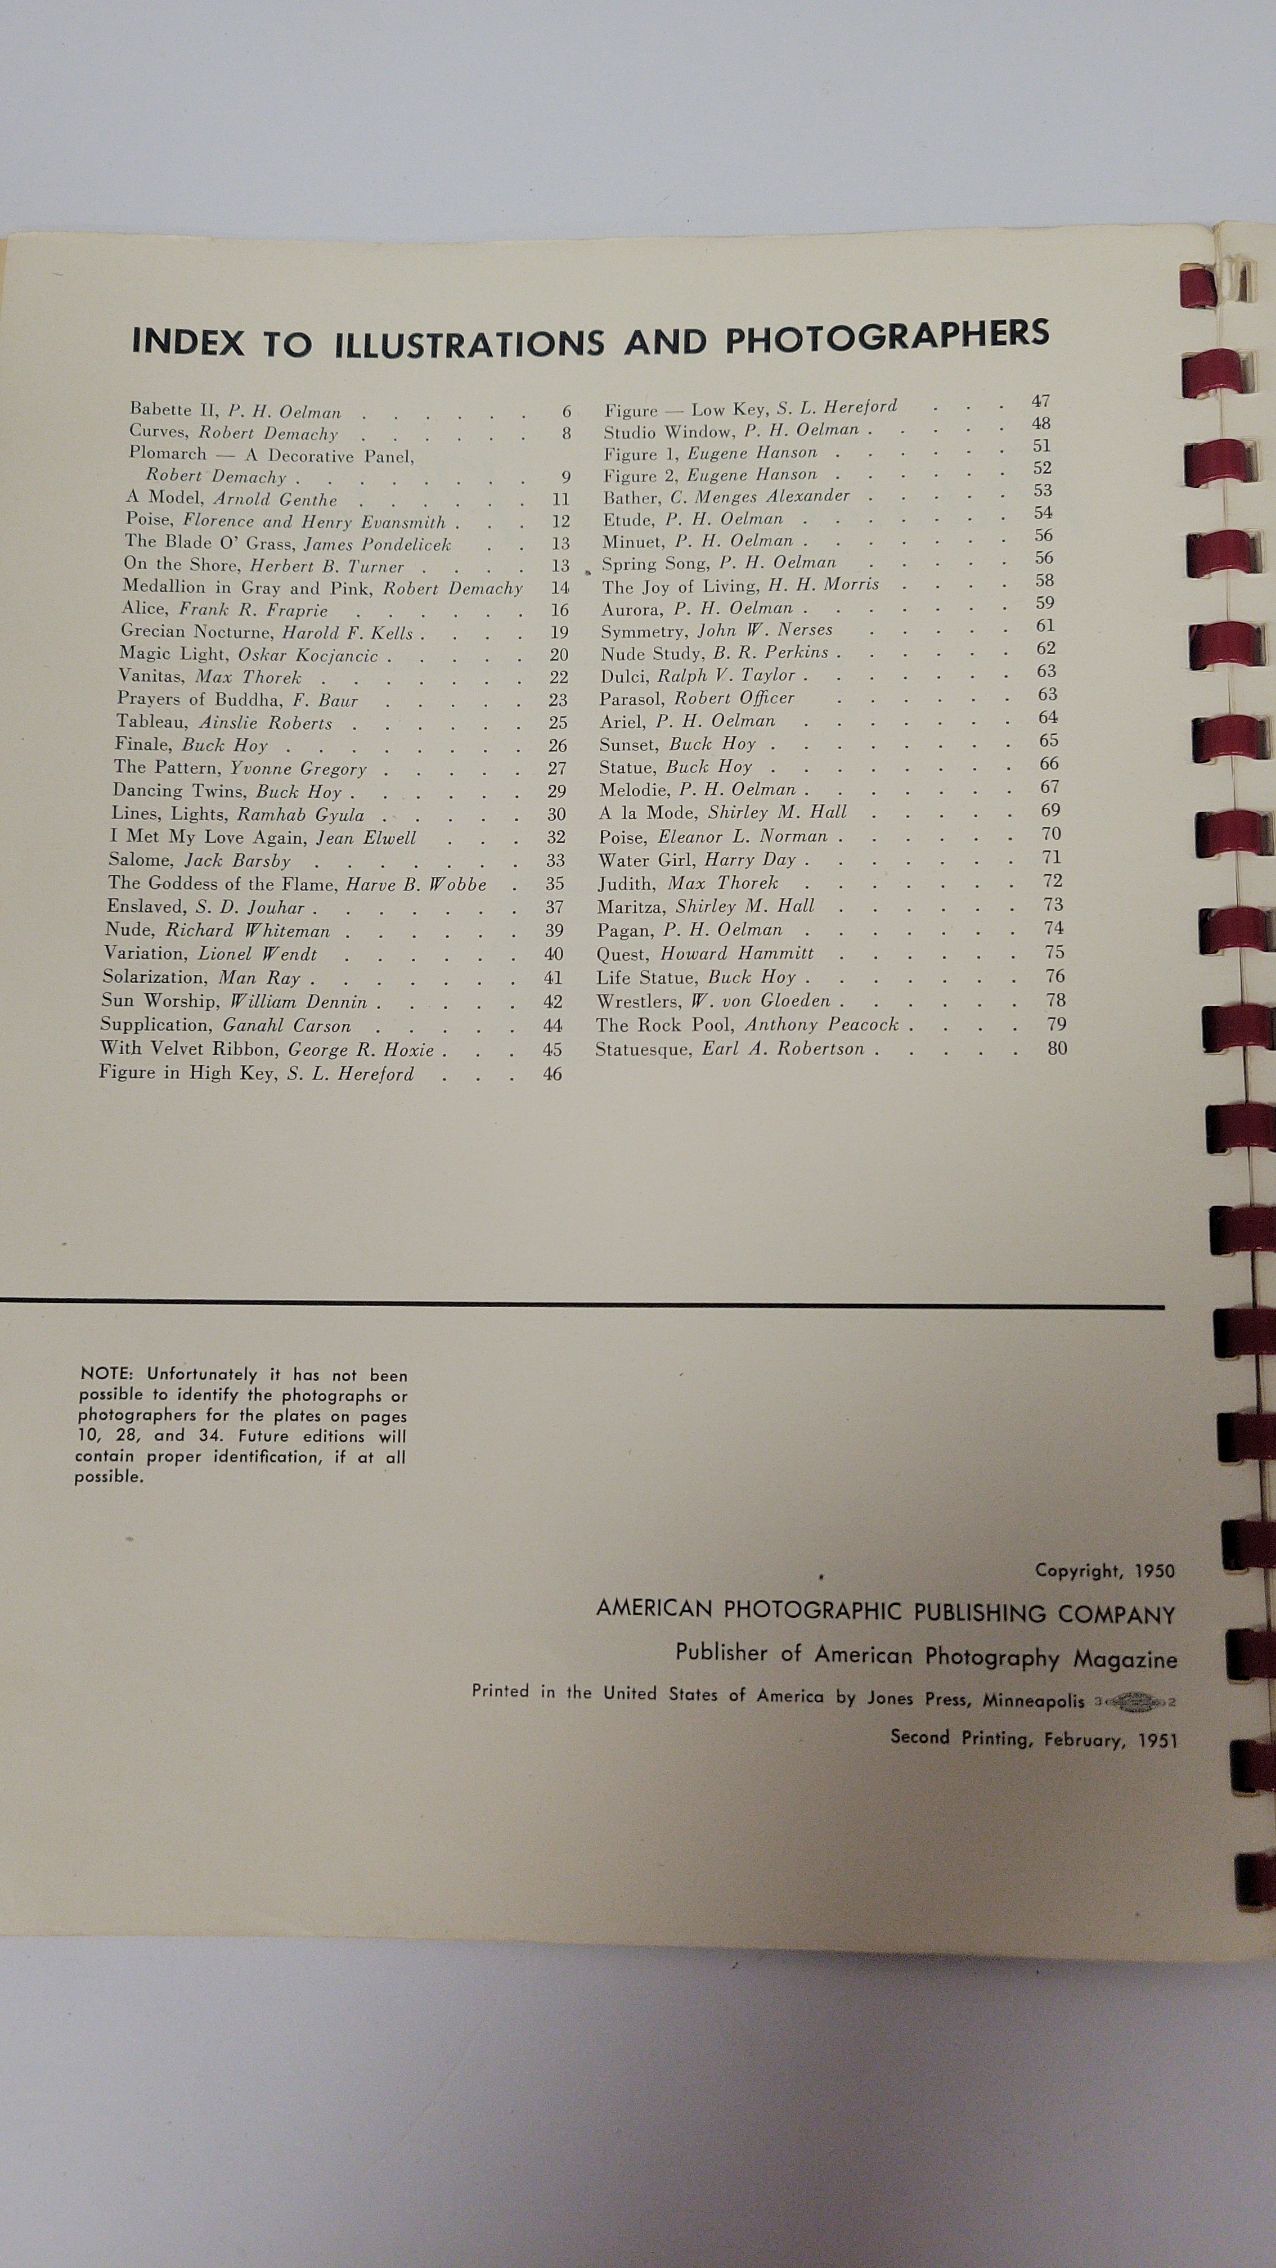 INDEX TO ILLUSTRATIONS AND PHOTOGRAPHERS
Babette II, P. H. Oelman . . . . . . 6
Curves, Robert Demachy . . . . . . 8
Plomarch — A Decorative Panel,
Robert Demachy . . . . . . . . 9
A Model, Arnold Genthe . . . . . . 11
Poise, Florence and Henry Evansmith . . . 12
The Blade O' Grass, James Pondelicek . . 13
On the Shore, Herbert B. Turner . . . . 13
Medallion in Gray and Pink, Robert Demachy 14
Alice, Frank R. Fraprie . . . . . . 16
Grecian Nocturne, Harold F. Kells . . . . 19
Magic Light, Oskar Kocjancic . . . . . 20
Vanitas, Max Thorek . . . . . . . 22
Prayers of Buddha, F. Baur . . . . . 23
Tableau, Ainslie Roberts . . . . . . 25
Finale, Buck Hoy . . . . . . . . 26
The Pattern, Yvonne Gregory . . . . . 27
Dancing Twins, Buck Hoy . . . . . . 29
Lines, Lights, Ramhab Gyula . . . . . 30
I Met My Love Again, Jean Elwell . . . 32
Salome, Jack Barsby . . . . . . . 33
The Goddess of the Flame, Harve B. Wobbe . 35
Enslaved, S. D. Jouhar . . . . . . . 37
Nude, Richard Whiteman . . . . . . 39
Variation, Lionel Wendt . . . . . . 40
Solarization, Man Ray . . . . . . . 41
Sun Worship, William Dennin . . . . . 42
Supplication, Ganahl Carson . . . . . 44
With Velvet Ribbon, George R. Hoxie . . . 45
Figure in High Key, S. L. Hereford . . . 46
Figure — Low Key, S. L. Hereford . . . 47
Studio Window, P. H. Oelman . . . . . 48
Figure 1, Eugene Hanson . . . . . . 51
Figure 2, Eugene Hanson . . . . . . 52
Bather, C. Menges Alexander . . . . . 53
Etude, P. H. Oelman . . . . . . . 54
Minuet, P. H. Oelman . . . . . . . 56
Spring Song, P. H. Oelman . . . . . 56
The Joy of Living, H. H. Morris . . . . 58
Aurora, P. H. Oelman . . . . . . . 59
Symmetry, John W. Nerses . . . . . 61
Nude Study, B. R. Perkins . . . . . . 62
Dulci, Ralph V. Taylor . . . . . . . 63
Parasol, Robert Officer . . . . . . 63
Ariel, P. H. Oelman . . . . . . . 64
Sunset, Buck Hoy . . . . . . . . 65
Statue, Buck Hoy . . . . . . . . 66
Melodie, P. H. Oelman . . . . . . . 67
A la Mode, Shirley M. Hall . . . . . 69
Poise, Eleanor L. Norman . . . . . . 70
Water Girl, Harry Day . . . . . . . 71
Judith, Max Thorek . . . . . . . 72
Maritza, Shirley M. Hall . . . . . . 73
Pagan, P. H. Oelman . . . . . . . 74
Quest, Howard Hammitt . . . . . . 75
Life Statue, Buck Hoy . . . . . . . 76
Wrestlers, W. von Gloeden . . . . . . 78
The Rock Pool, Anthony Peacock . . . . 79
Statuesque, Earl A. Robertson . . . . . 80
NOTE: Unfortunately it has not been
possible to identify the photographs or
photographers for the plates on pages
10, 28, and 34. Future editions will
contain proper identification, if at all
possible.
Copyright, 1950
AMERICAN PHOTOGRAPHIC PUBLISHING COMPANY
Publisher of American Photography Magazine
Printed in the United States of America by Jones Press, Minneapolis 3 2
Second Printing, February, 1951